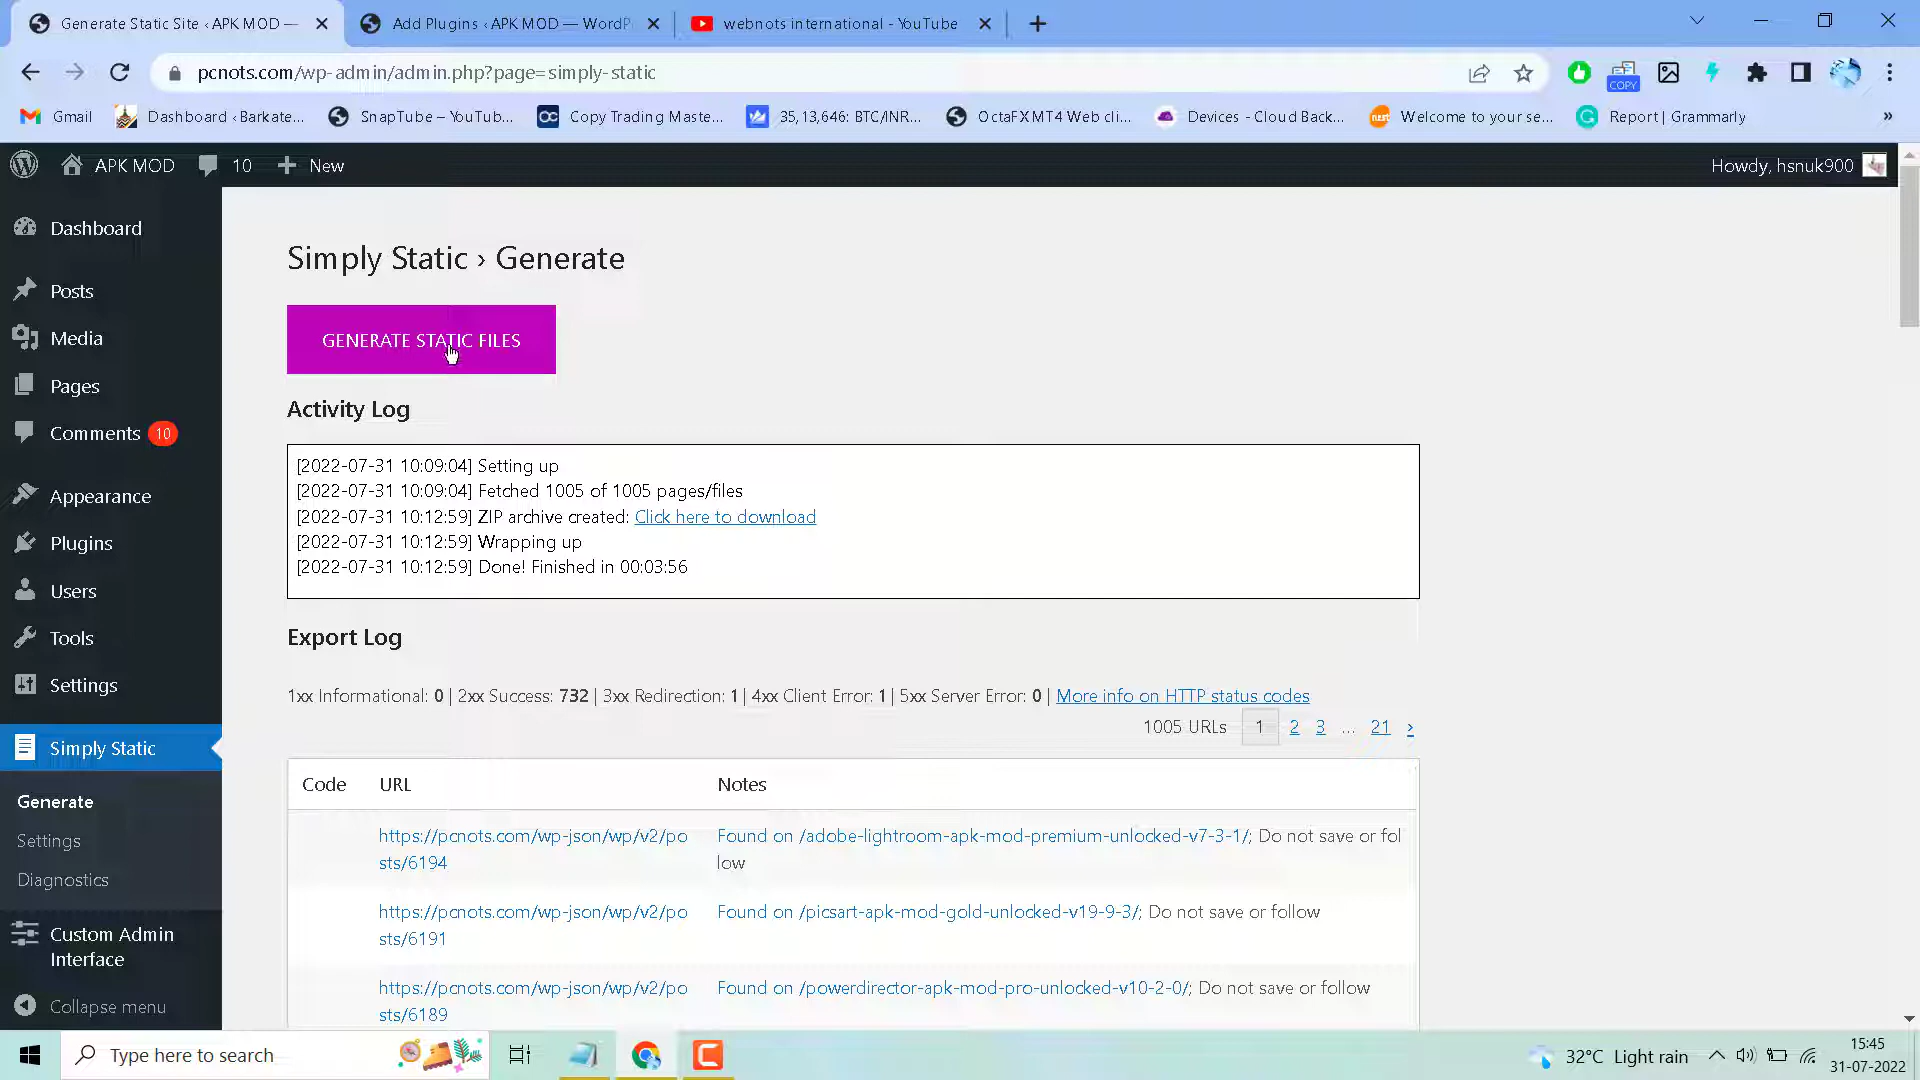 Generate Static Site ‹ APK MOD —
Add Plugins ‹ APK MOD — WordPr
webnots international - YouTube
pcnots.com/wp-admin/admin.php?page=simply-static
COPY
Gmail
Dashboard ‹ Barkate...
SnapTube – YouTub...
Copy Trading Maste...
35,13,646: BTC/INR...
OctaFX MT4 Web cli...
Devices - Cloud Back...
Welcome to your se...
Report | Grammarly
»
APK MOD
10
New
Howdy, hsnuk900
Dashboard
Posts
Media
Pages
Comments 10
Appearance
Plugins
Users
Tools
Settings
Simply Static
Generate
Settings
Diagnostics
Custom Admin
Interface
Collapse menu
Simply Static › Generate
GENERATE STATIC FILES
Activity Log
[2022-07-31 10:09:04] Setting up
[2022-07-31 10:09:04] Fetched 1005 of 1005 pages/files
[2022-07-31 10:12:59] ZIP archive created: Click here to download
[2022-07-31 10:12:59] Wrapping up
[2022-07-31 10:12:59] Done! Finished in 00:03:56
Export Log
1xx Informational: 0 | 2xx Success: 732 | 3xx Redirection: 1 | 4xx Client Error: 1 | 5xx Server Error: 0 | More info on HTTP status codes
1005 URLs 1 2 3 ... 21 ›
Code URL Notes
https://pcnots.com/wp-json/wp/v2/po
sts/6194
Found on /adobe-lightroom-apk-mod-premium-unlocked-v7-3-1/; Do not save or fol
low
https://pcnots.com/wp-json/wp/v2/po
sts/6191
Found on /picsart-apk-mod-gold-unlocked-v19-9-3/; Do not save or follow
https://pcnots.com/wp-json/wp/v2/po
sts/6189
Found on /powerdirector-apk-mod-pro-unlocked-v10-2-0/; Do not save or follow
Type here to search
32°C Light rain
15:45
31-07-2022